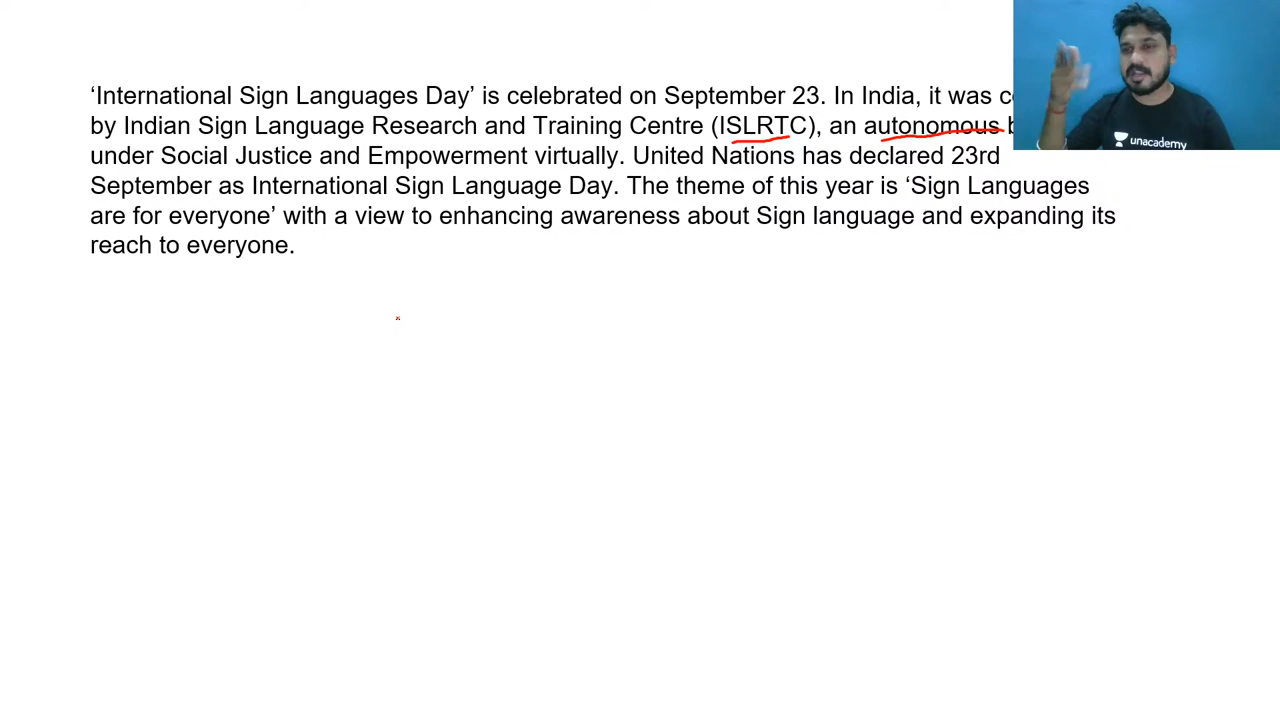 ‘International Sign Languages Day’ is celebrated on September 23. In India, it was
by Indian Sign Language Research and Training Centre (ISLRTC), an autonomous
under Social Justice and Empowerment virtually. United Nations has declared 23rd
September as International Sign Language Day. The theme of this year is ‘Sign Languages
are for everyone’ with a view to enhancing awareness about Sign language and expanding its
reach to everyone.
unacademy